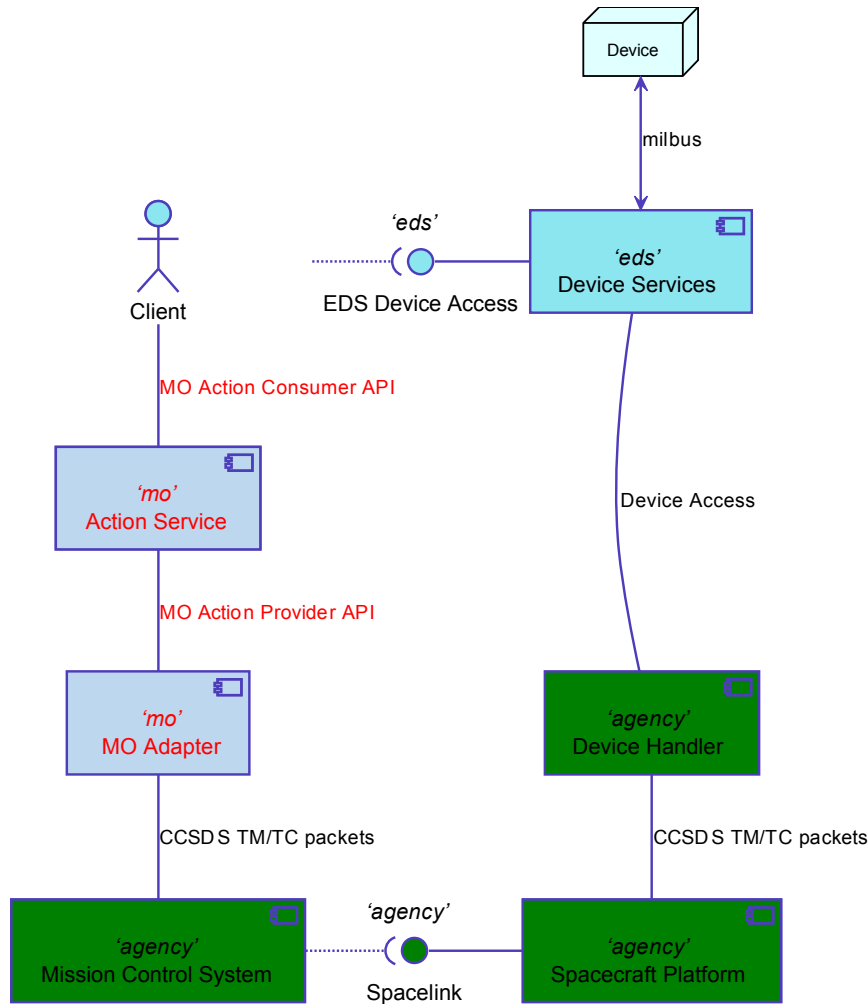 Device
milbus
‘eds’
‘eds’
Device Services
EDS Device Access
Client
MO Action Consumer API
‘mo’
Action Service
Device Access
MO Action Provider API
‘mo’
MO Adapter
‘agency’
Device Handler
CCSDS TM/TC packets
CCSDS TM/TC packets
‘agency’
Mission Control System
‘agency’
Spacelink
‘agency’
Spacecraft Platform